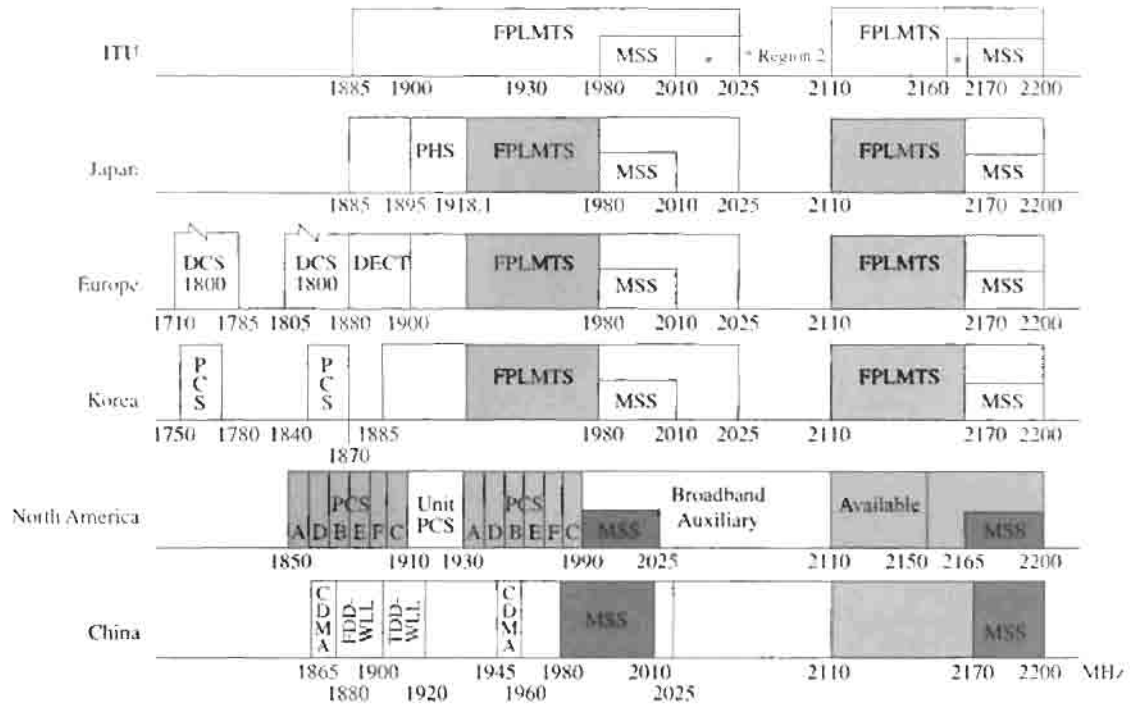 FPLMTS FPLMTS
ITU MSS * * Region 2 * MSS
1885 1900 1930 1980 2010 2025 2110 2160 2170 2200
PHS FPLMTS FPLMTS
Japan MSS MSS
1885 1895 1918.1 1980 2010 2025 2110 2170 2200
DCS 1800 DCS 1800 DECT FPLMTS FPLMTS
Europe MSS MSS
1710 1785 1805 1880 1900 1980 2010 2025 2110 2170 2200
PCS PCS FPLMTS FPLMTS
Korea MSS MSS
1750 1780 1840 1885 1980 2010 2025 2110 2170 2200
1870
PCS Unit PCS PCS Broadband Auxiliary Available
North America A D B E F C A D B E F C MSS MSS
1850 1910 1930 1990 2025 2110 2150 2165 2200
China CDMA FDD-WLL TDD-WLL CDMA MSS MSS
1865 1900 1945 1980 2010 2110 2170 2200 MHz
1880 1920 1960 2025